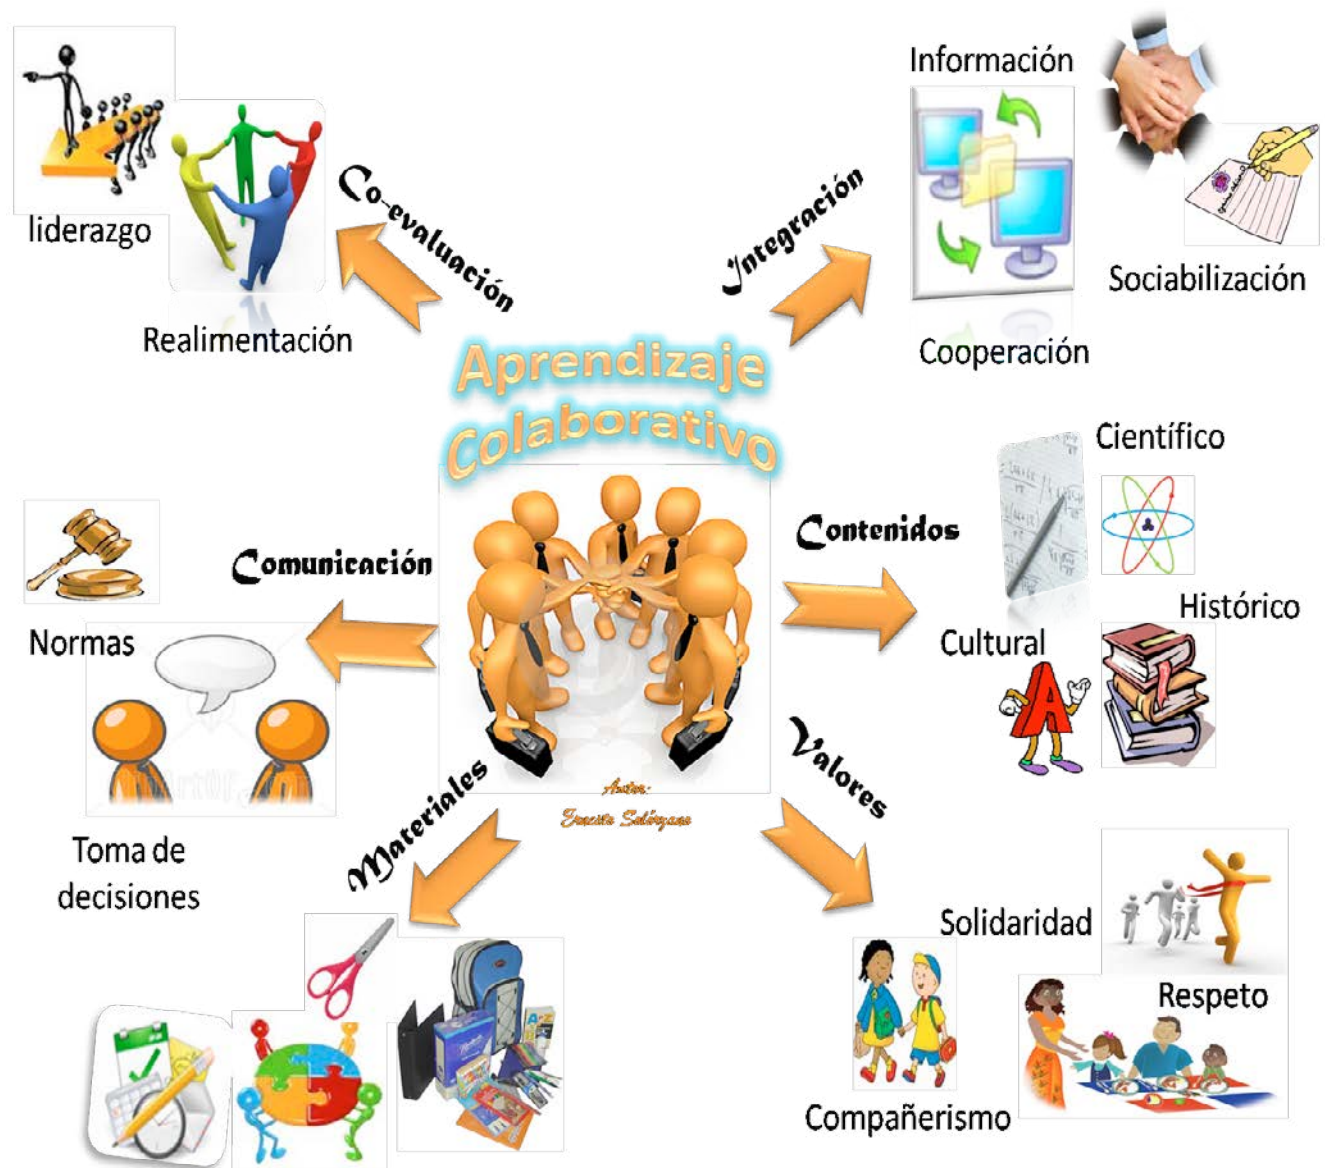 Información
Co-evaluación
Integración
liderazgo
Sociabilización
Realimentación
Cooperación
Aprendizaje
Colaborativo
Científico
Contenidos
Comunicación
Histórico
Normas
Cultural
Valores
Materiales
Autor:
Solórzano
Toma de
decisiones
A-Z
Solidaridad
Respeto
Compañerismo